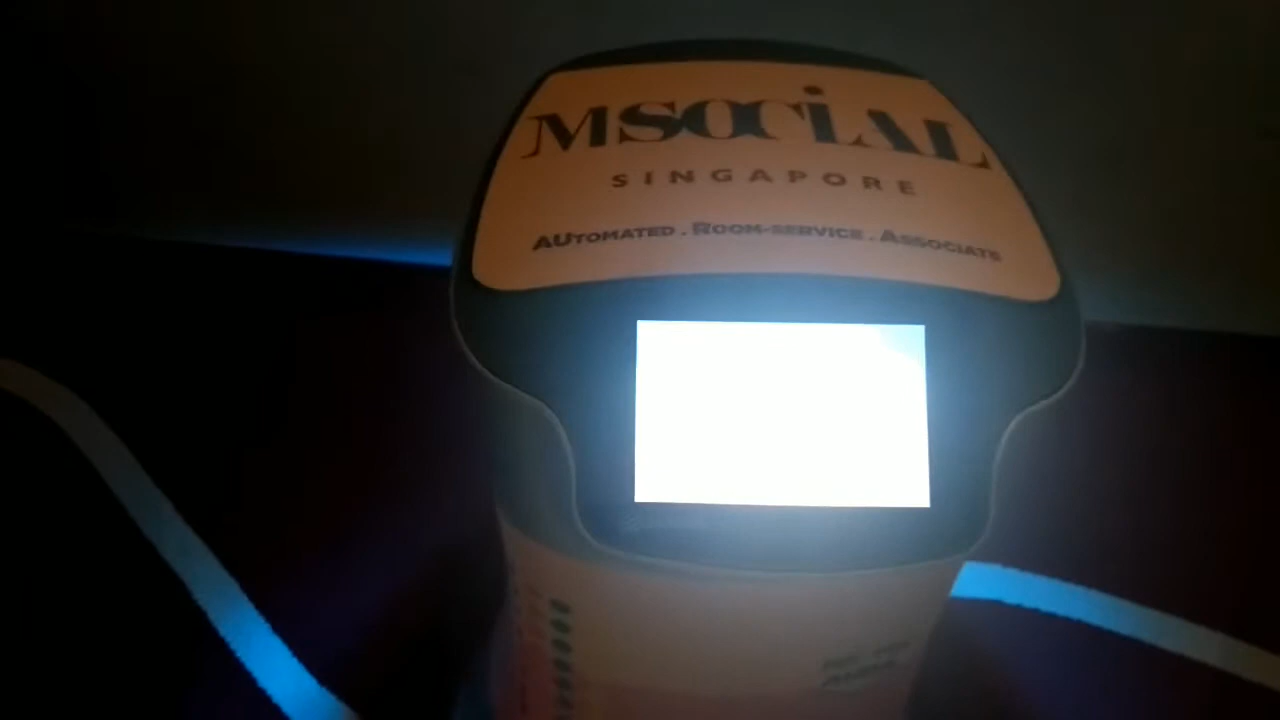 MSOCiAL
SINGAPORE
AUTOMATED . ROOM-SERVICE . ASSOCIATE